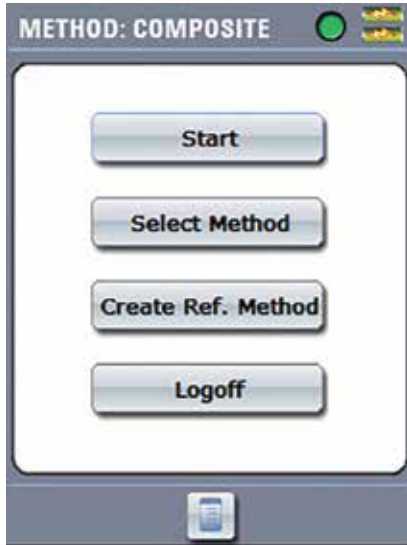 METHOD: COMPOSITE
Start
Select Method
Create Ref. Method
Logoff